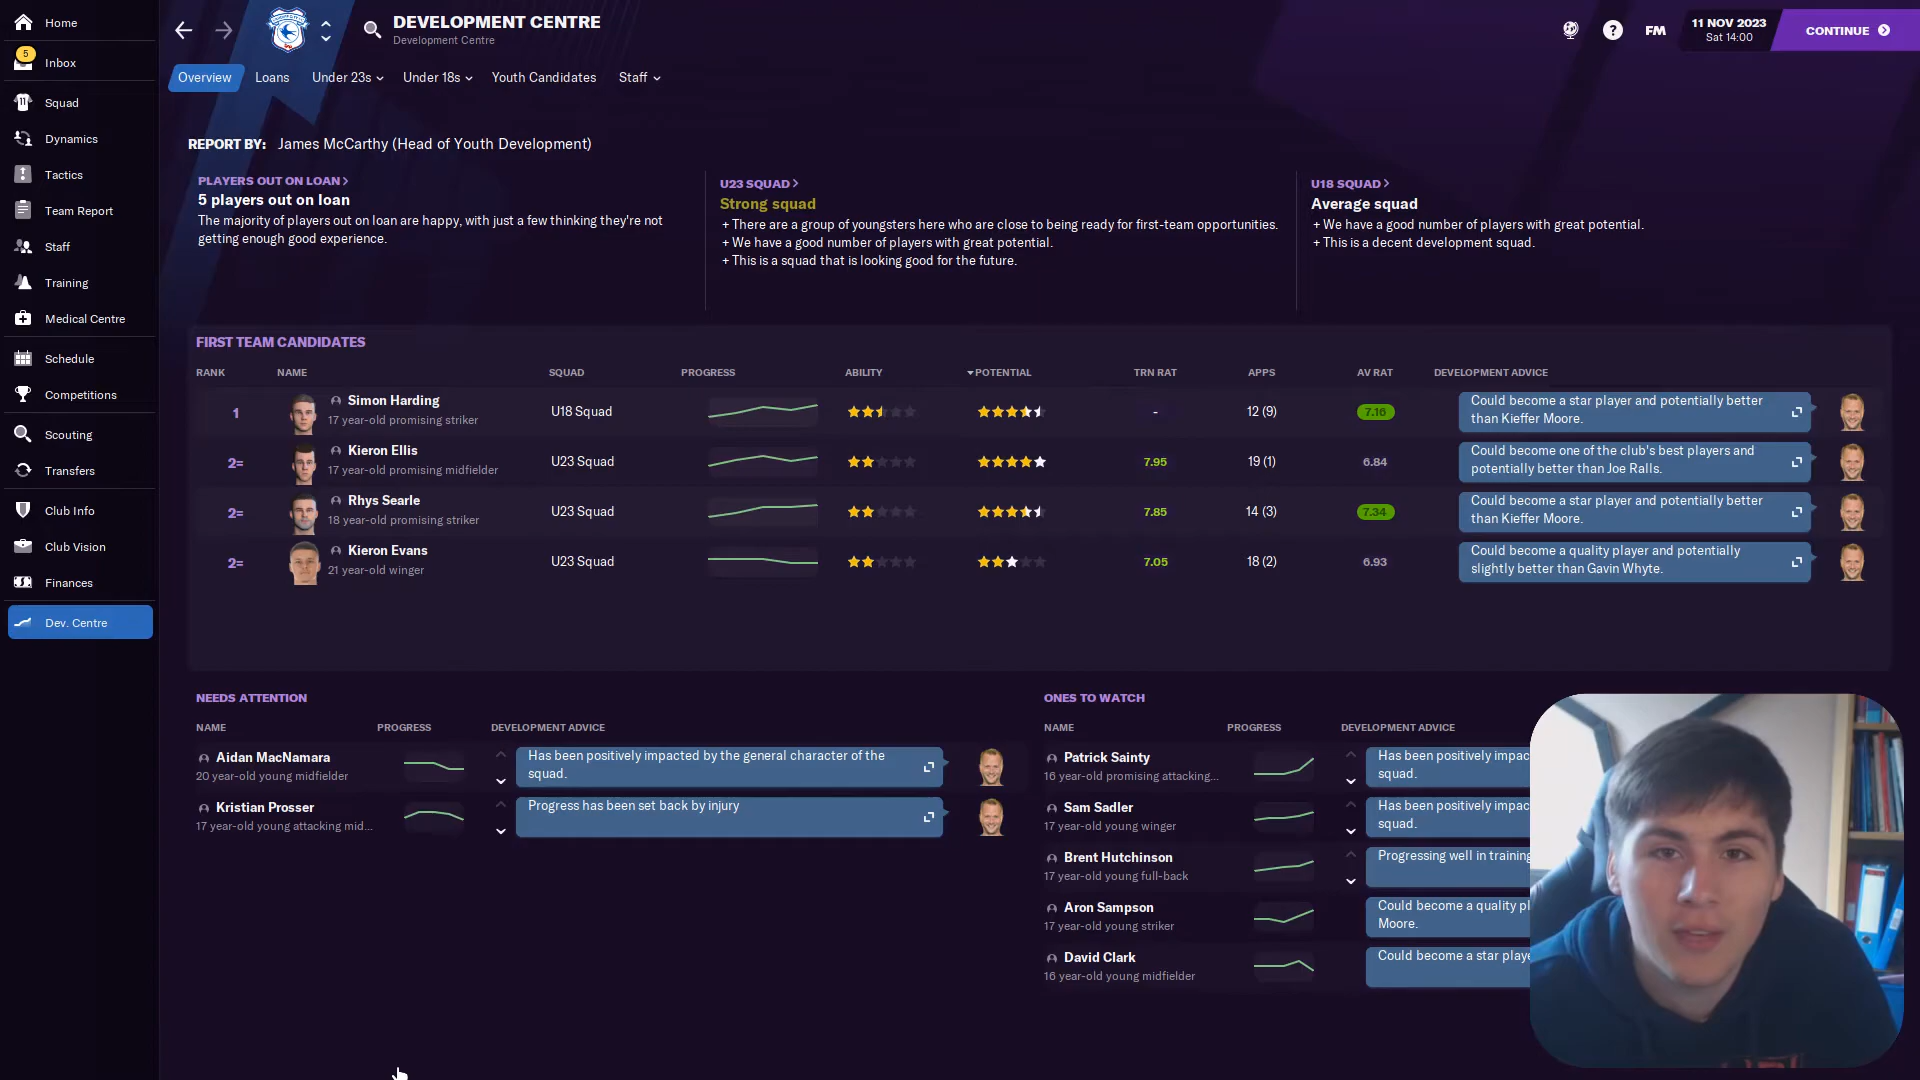 Home
DEVELOPMENT CENTRE
Development Centre
FM
11 NOV 2023
Sat 14:00
CONTINUE
5
Inbox
Overview
Loans
Under 23s
Under 18s
Youth Candidates
Staff
Squad
Dynamics
Tactics
Team Report
Staff
Training
Medical Centre
Schedule
Competitions
Scouting
Transfers
Club Info
Club Vision
Finances
Dev. Centre
REPORT BY: James McCarthy (Head of Youth Development)
PLAYERS OUT ON LOAN >
5 players out on loan
The majority of players out on loan are happy, with just a few thinking they're not
getting enough good experience.
U23 SQUAD >
Strong squad
+ There are a group of youngsters here who are close to being ready for first-team opportunities.
+ We have a good number of players with great potential.
+ This is a squad that is looking good for the future.
U18 SQUAD >
Average squad
+ We have a good number of players with great potential.
+ This is a decent development squad.
FIRST TEAM CANDIDATES
RANK NAME SQUAD PROGRESS ABILITY POTENTIAL TRN RAT APPS AV RAT DEVELOPMENT ADVICE
1 Simon Harding U18 Squad - 12 (9) 7.16
17 year-old promising striker
Could become a star player and potentially better
than Kieffer Moore.
2= Kieron Ellis U23 Squad 7.95 19 (1) 6.84
17 year-old promising midfielder
Could become one of the club's best players and
potentially better than Joe Ralls.
2= Rhys Searle U23 Squad 7.85 14 (3) 7.34
18 year-old promising striker
Could become a star player and potentially better
than Kieffer Moore.
2= Kieron Evans U23 Squad 7.05 18 (2) 6.93
21 year-old winger
Could become a quality player and potentially
slightly better than Gavin Whyte.
NEEDS ATTENTION
NAME PROGRESS DEVELOPMENT ADVICE
Aidan MacNamara
20 year-old young midfielder
Has been positively impacted by the general character of the
squad.
Kristian Prosser
17 year-old young attacking mid...
Progress has been set back by injury
ONES TO WATCH
NAME PROGRESS DEVELOPMENT ADVICE
Patrick Sainty
16 year-old promising attacking...
Has been positively impac
squad.
Sam Sadler
17 year-old young winger
Has been positively impac
squad.
Brent Hutchinson
17 year-old young full-back
Progressing well in training
Aron Sampson
17 year-old young striker
Could become a quality pl
Moore.
David Clark
16 year-old young midfielder
Could become a star playe